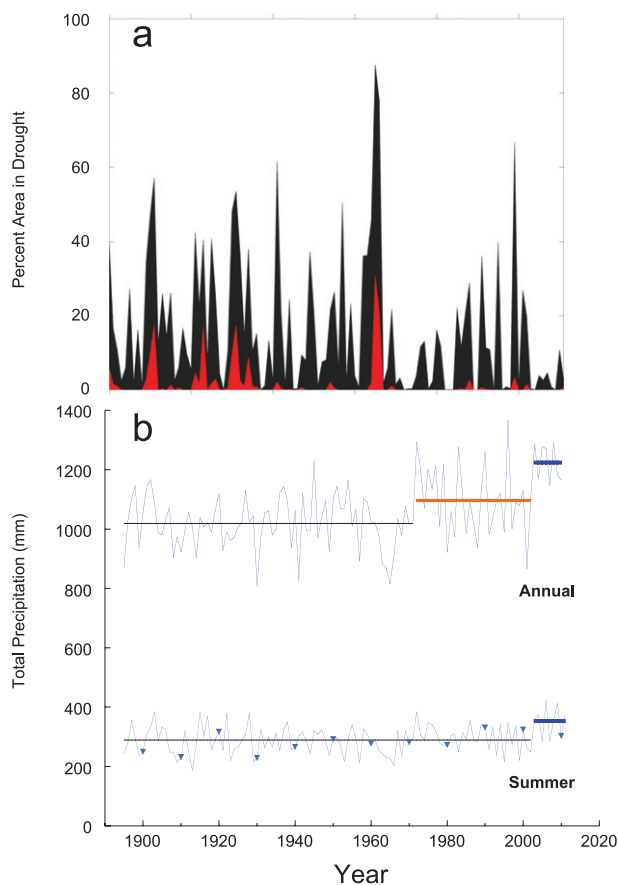 a
100
80
60
40
20
0
Percent Area in Drought
b
1400
1200
1000
800
600
400
200
0
Total Precipitation (mm)
Annual
Summer
1900 1920 1940 1960 1980 2000 2020
Year